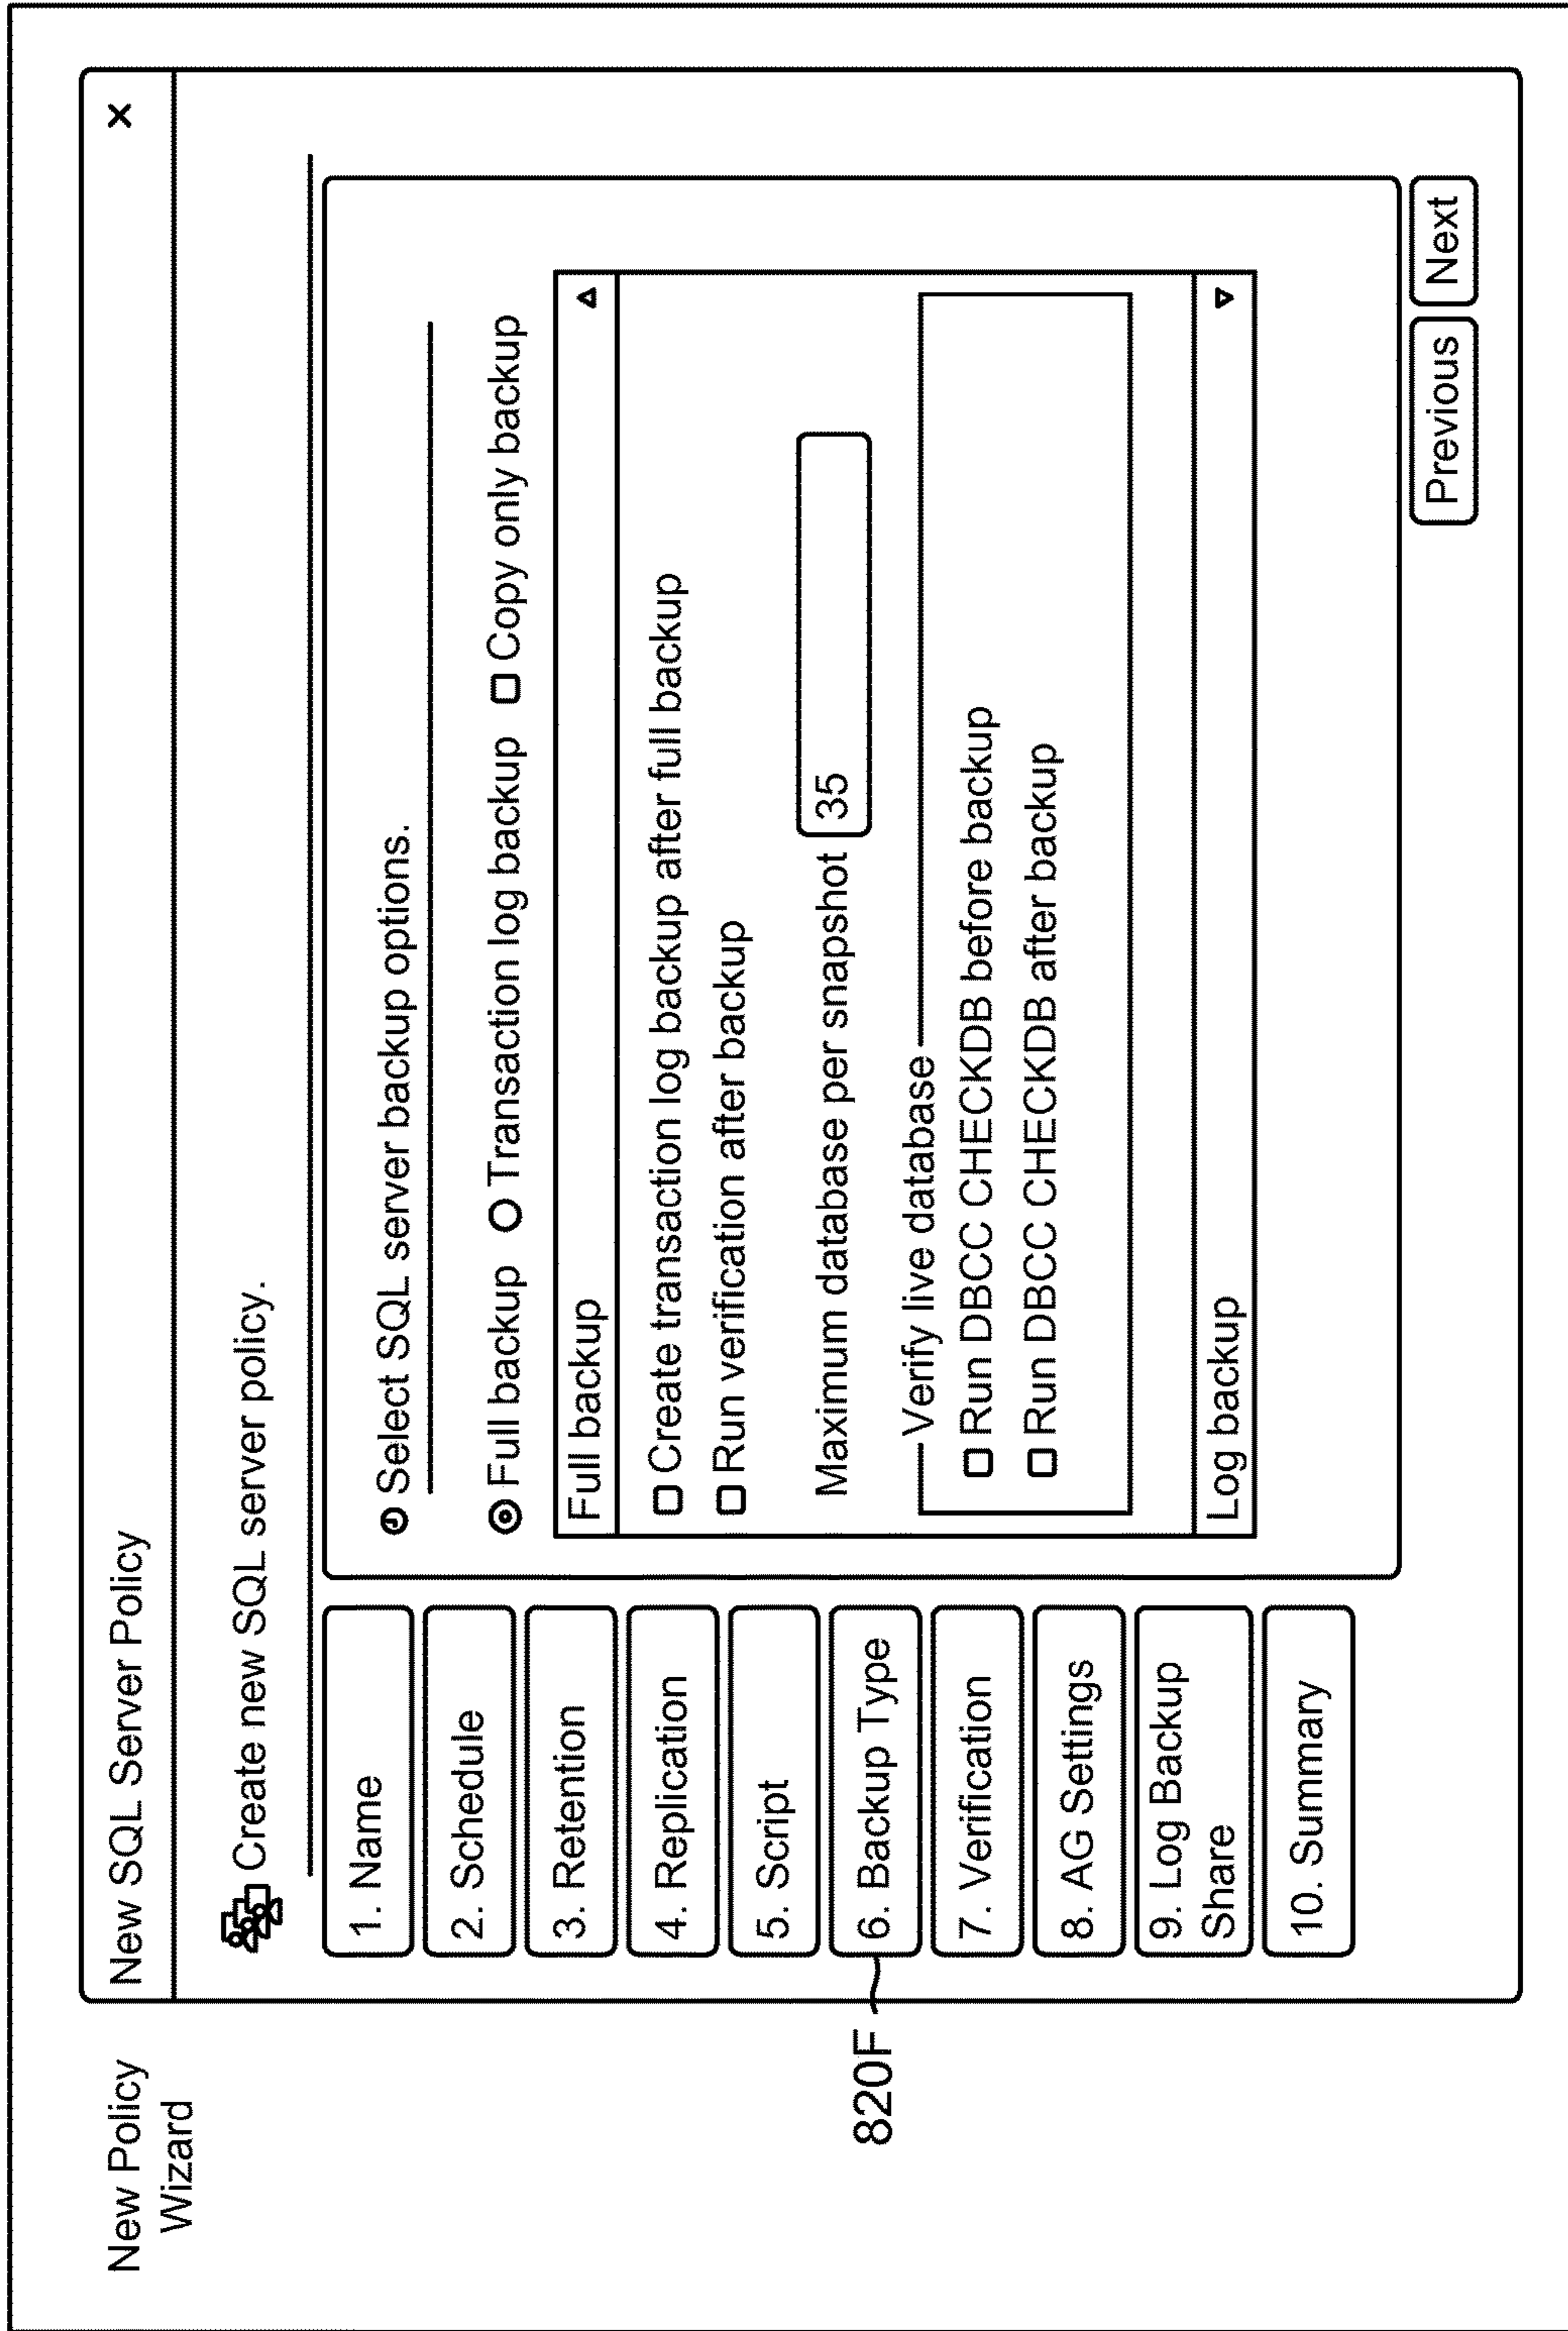 New Policy
Wizard
New SQL Server Policy
X
Create new SQL server policy.
1. Name
2. Schedule
3. Retention
4. Replication
5. Script
6. Backup Type
7. Verification
8. AG Settings
9. Log Backup
Share
10. Summary
820F
Select SQL server backup options.
Full backup Transaction log backup Copy only backup
Full backup
Create transaction log backup after full backup
Run verification after backup
Maximum database per snapshot 35
Verify live database
Run DBCC CHECKDB before backup
Run DBCC CHECKDB after backup
Log backup
Previous Next